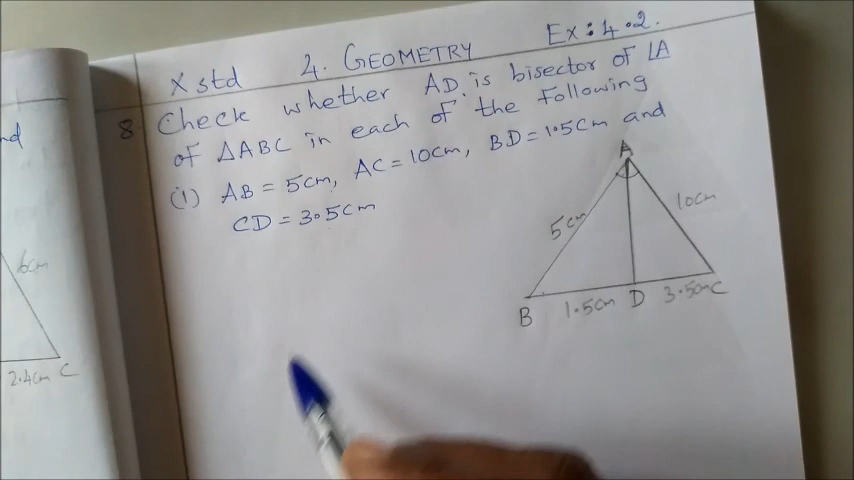 X std 4. GEOMETRY Ex: 4.2.
8. Check whether AD is bisector of ∠A
of △ABC in each of the following
(i) AB = 5cm, AC = 10cm, BD = 1.5cm and
CD = 3.5cm
A
5cm
10cm
B
1.5cm
D
3.5cm
C
nd
6cm
2.4cm C